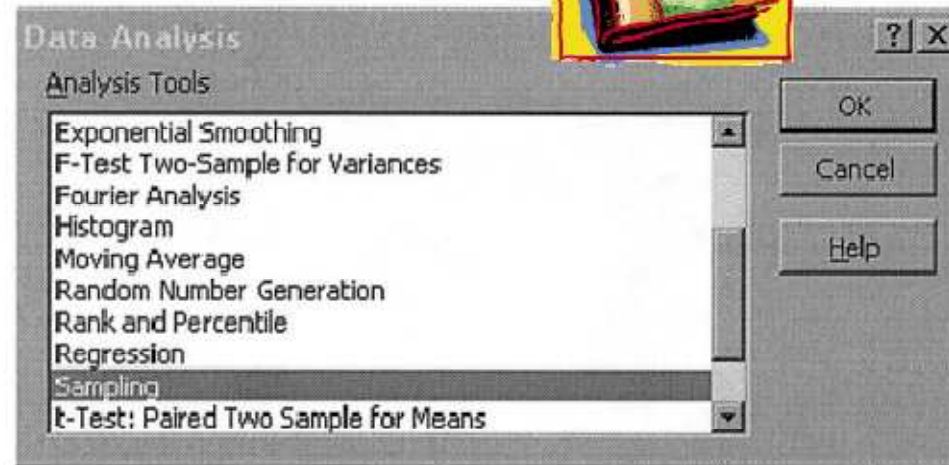 Data Analysis
? X
Analysis Tools
Exponential Smoothing
F-Test Two-Sample for Variances
Fourier Analysis
Histogram
Moving Average
Random Number Generation
Rank and Percentile
Regression
Sampling
t-Test: Paired Two Sample for Means
OK
Cancel
Help